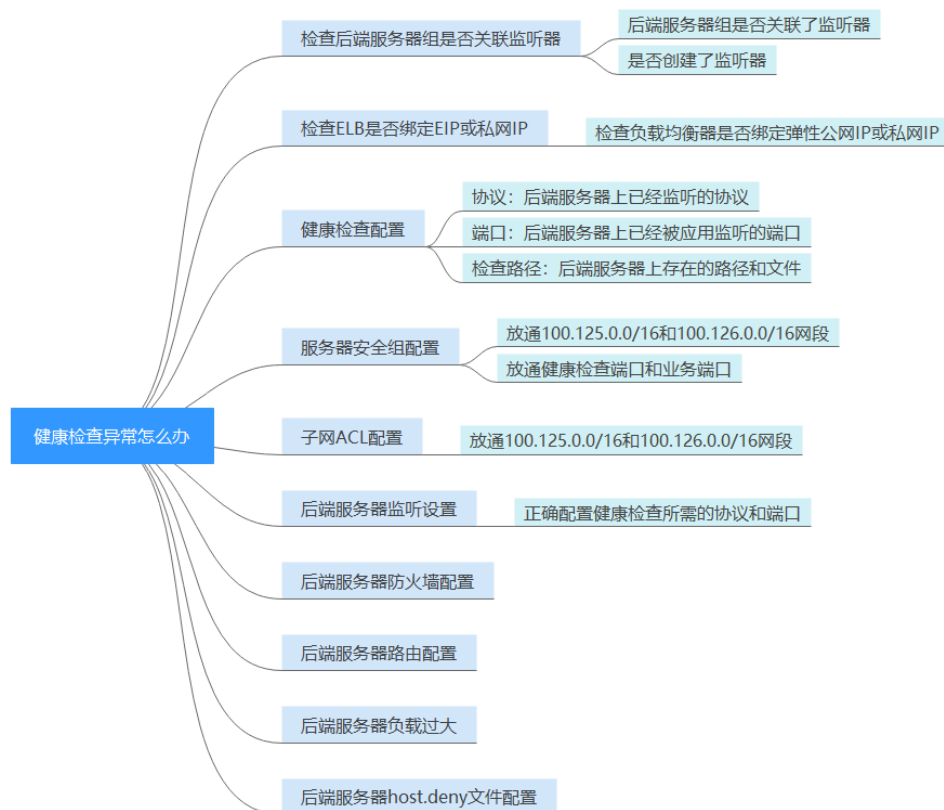 检查后端服务器组是否关联监听器
后端服务器组是否关联了监听器
是否创建了监听器
检查ELB是否绑定EIP或私网IP
检查负载均衡器是否绑定弹性公网IP或私网IP
健康检查配置
协议：后端服务器上已经监听的协议
端口：后端服务器上已经被应用监听的端口
检查路径：后端服务器上存在的路径和文件
服务器安全组配置
放通100.125.0.0/16和100.126.0.0/16网段
放通健康检查端口和业务端口
健康检查异常怎么办
子网ACL配置
放通100.125.0.0/16和100.126.0.0/16网段
后端服务器监听设置
正确配置健康检查所需的协议和端口
后端服务器防火墙配置
后端服务器路由配置
后端服务器负载过大
后端服务器host.deny文件配置